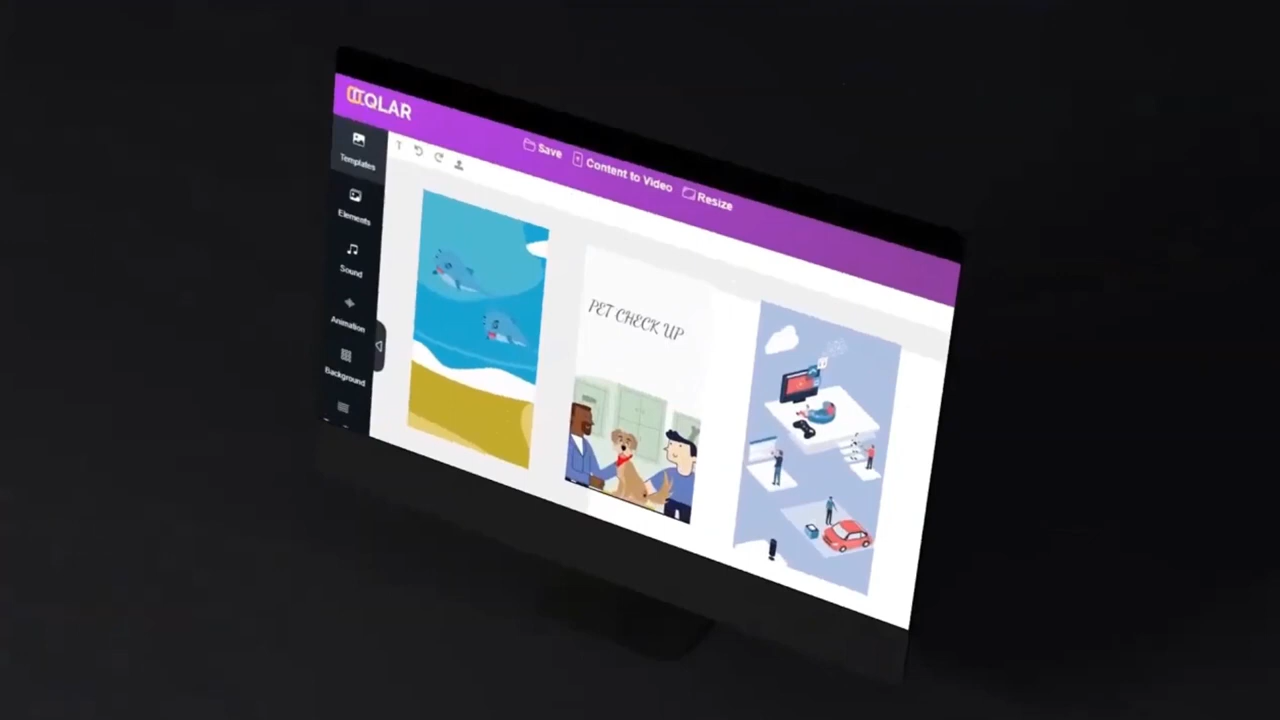 QLAR
Save
Content to Video
Resize
Templates
T
Elements
Sound
Animation
Background
PET CHECK UP